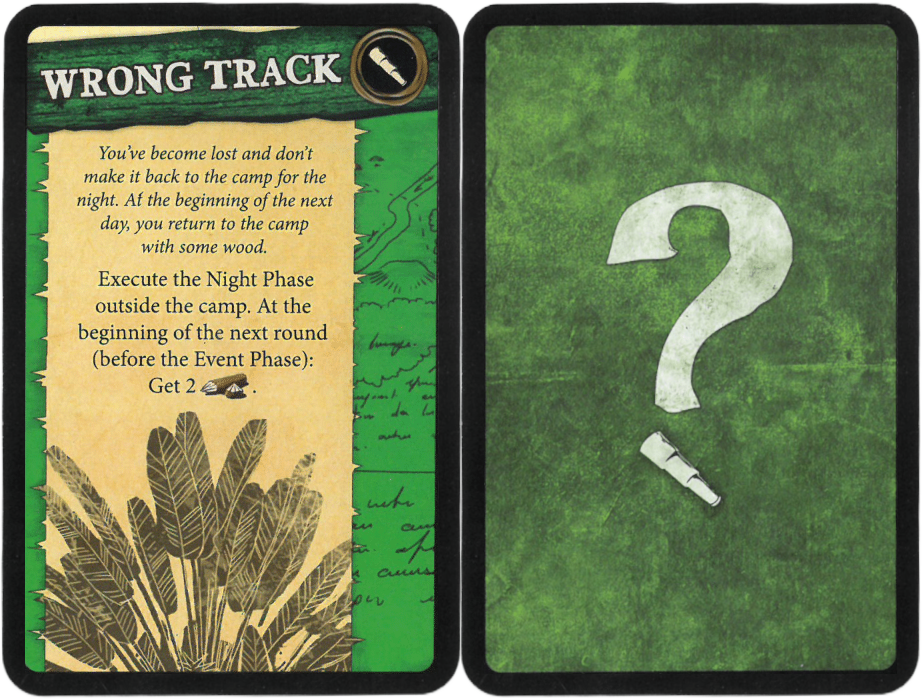 WRONG TRACK
You've become lost and don't
make it back to the camp for the
night. At the beginning of the next
day, you return to the camp
with some wood.
Execute the Night Phase
outside the camp. At the
beginning of the next round
(before the Event Phase):
Get 2 .
?